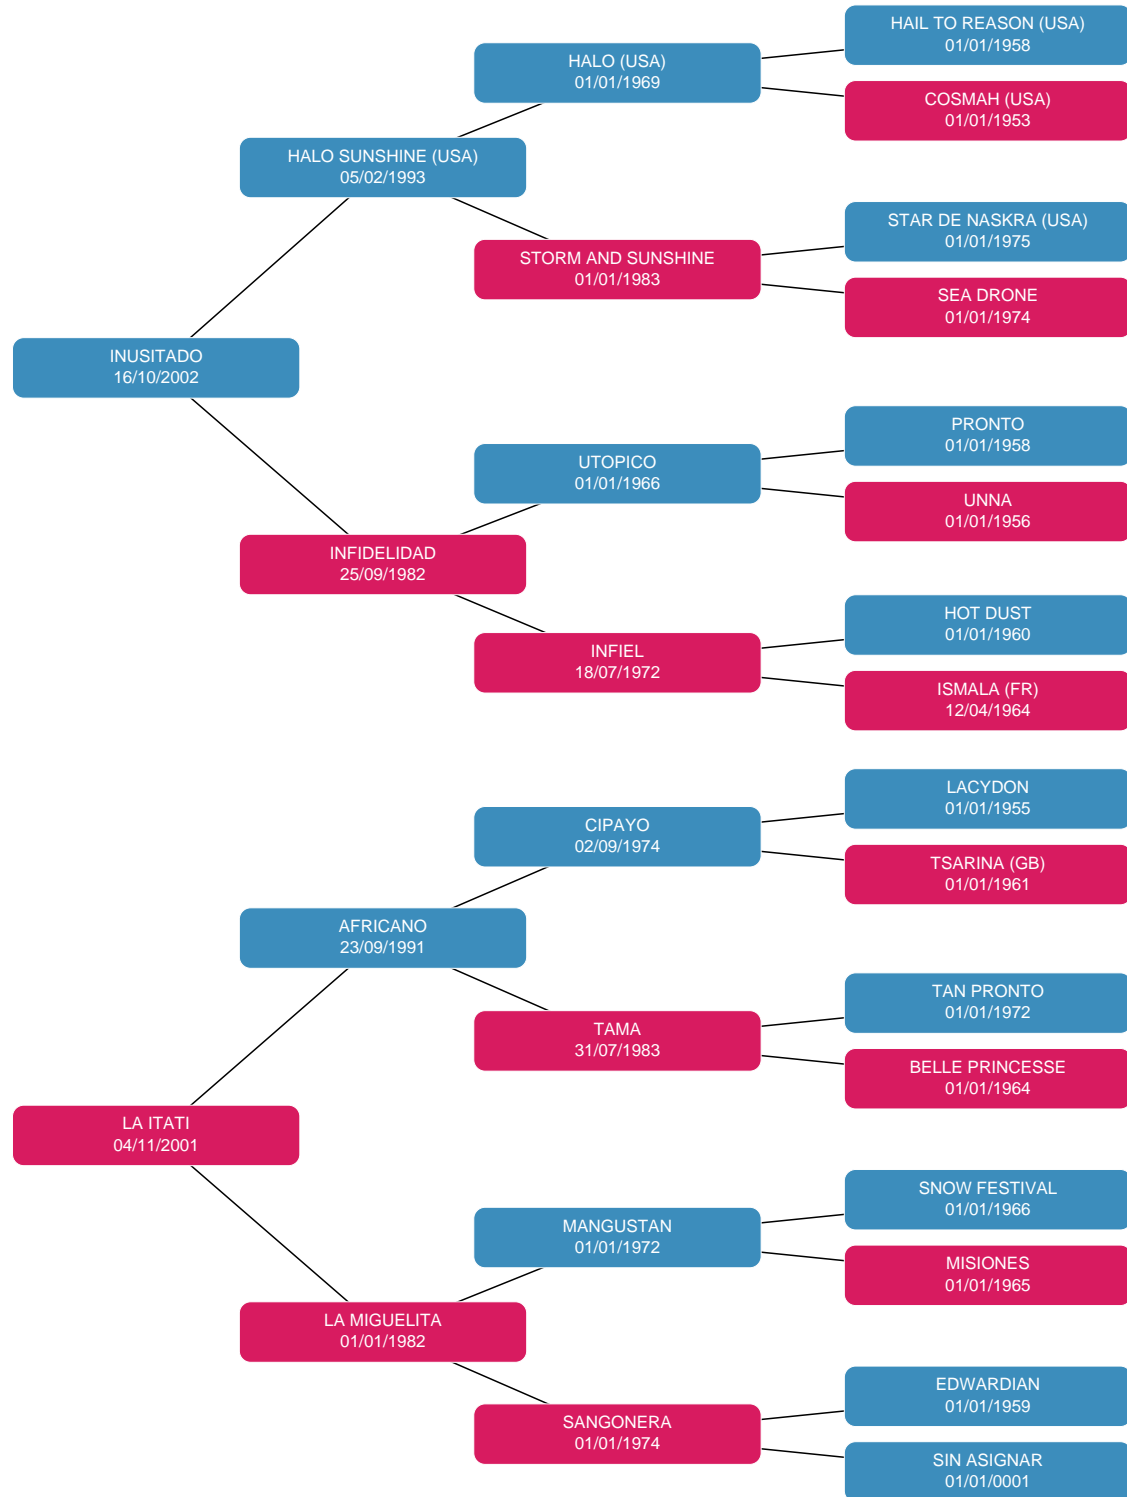 HAIL TO REASON (USA)
01/01/1958
HALO (USA)
01/01/1969
COSMAH (USA)
01/01/1953
HALO SUNSHINE (USA)
05/02/1993
STAR DE NASKRA (USA)
01/01/1975
STORM AND SUNSHINE
01/01/1983
SEA DRONE
01/01/1974
INUSITADO
16/10/2002
PRONTO
01/01/1958
UTOPICO
01/01/1966
UNNA
01/01/1956
INFIDELIDAD
25/09/1982
HOT DUST
01/01/1960
INFIEL
18/07/1972
ISMALA (FR)
12/04/1964
LACYDON
01/01/1955
CIPAYO
02/09/1974
TSARINA (GB)
01/01/1961
AFRICANO
23/09/1991
TAN PRONTO
01/01/1972
TAMA
31/07/1983
BELLE PRINCESSE
01/01/1964
LA ITATI
04/11/2001
SNOW FESTIVAL
01/01/1966
MANGUSTAN
01/01/1972
MISIONES
01/01/1965
LA MIGUELITA
01/01/1982
EDWARDIAN
01/01/1959
SANGONERA
01/01/1974
SIN ASIGNAR
01/01/0001